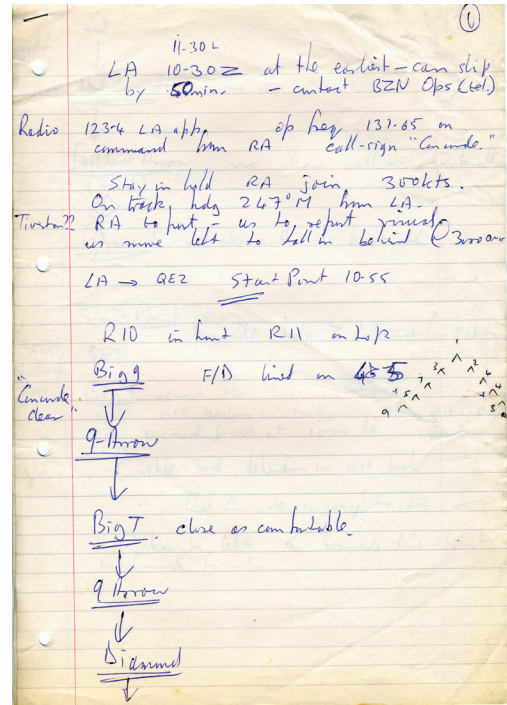 1
11-30 L
LA 10-30 Z at the earliest – can slip
by 50 min. – contact BZN Ops (tel.)
Radio 123·4 LA app, op freq 131·65 on
command from RA call-sign "Concorde."
Stay in hold RA join, 300kts.
On track, hdg 247°M from LA.
RA to port, – us to report visual
us move left to fall in behind @ 3000
LA → QE2 Start Point 10-55
R10 in front R11 on top
Big 9 F/D lined on 5
"Concorde clear"
9-Arrow
Big T. close as comfortable.
9 Arrow
Diamond